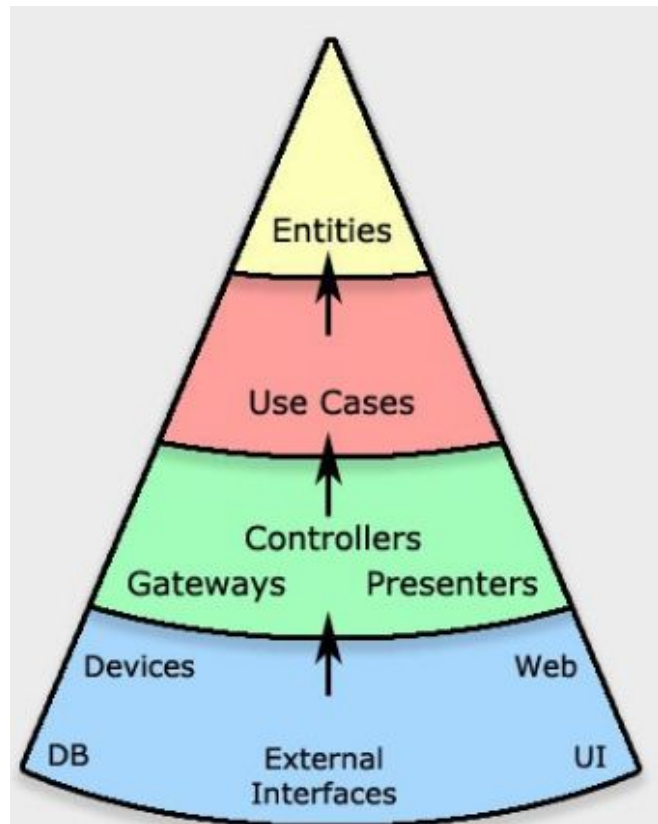 Entities
Use Cases
Controllers
Gateways Presenters
Devices Web
DB External Interfaces UI